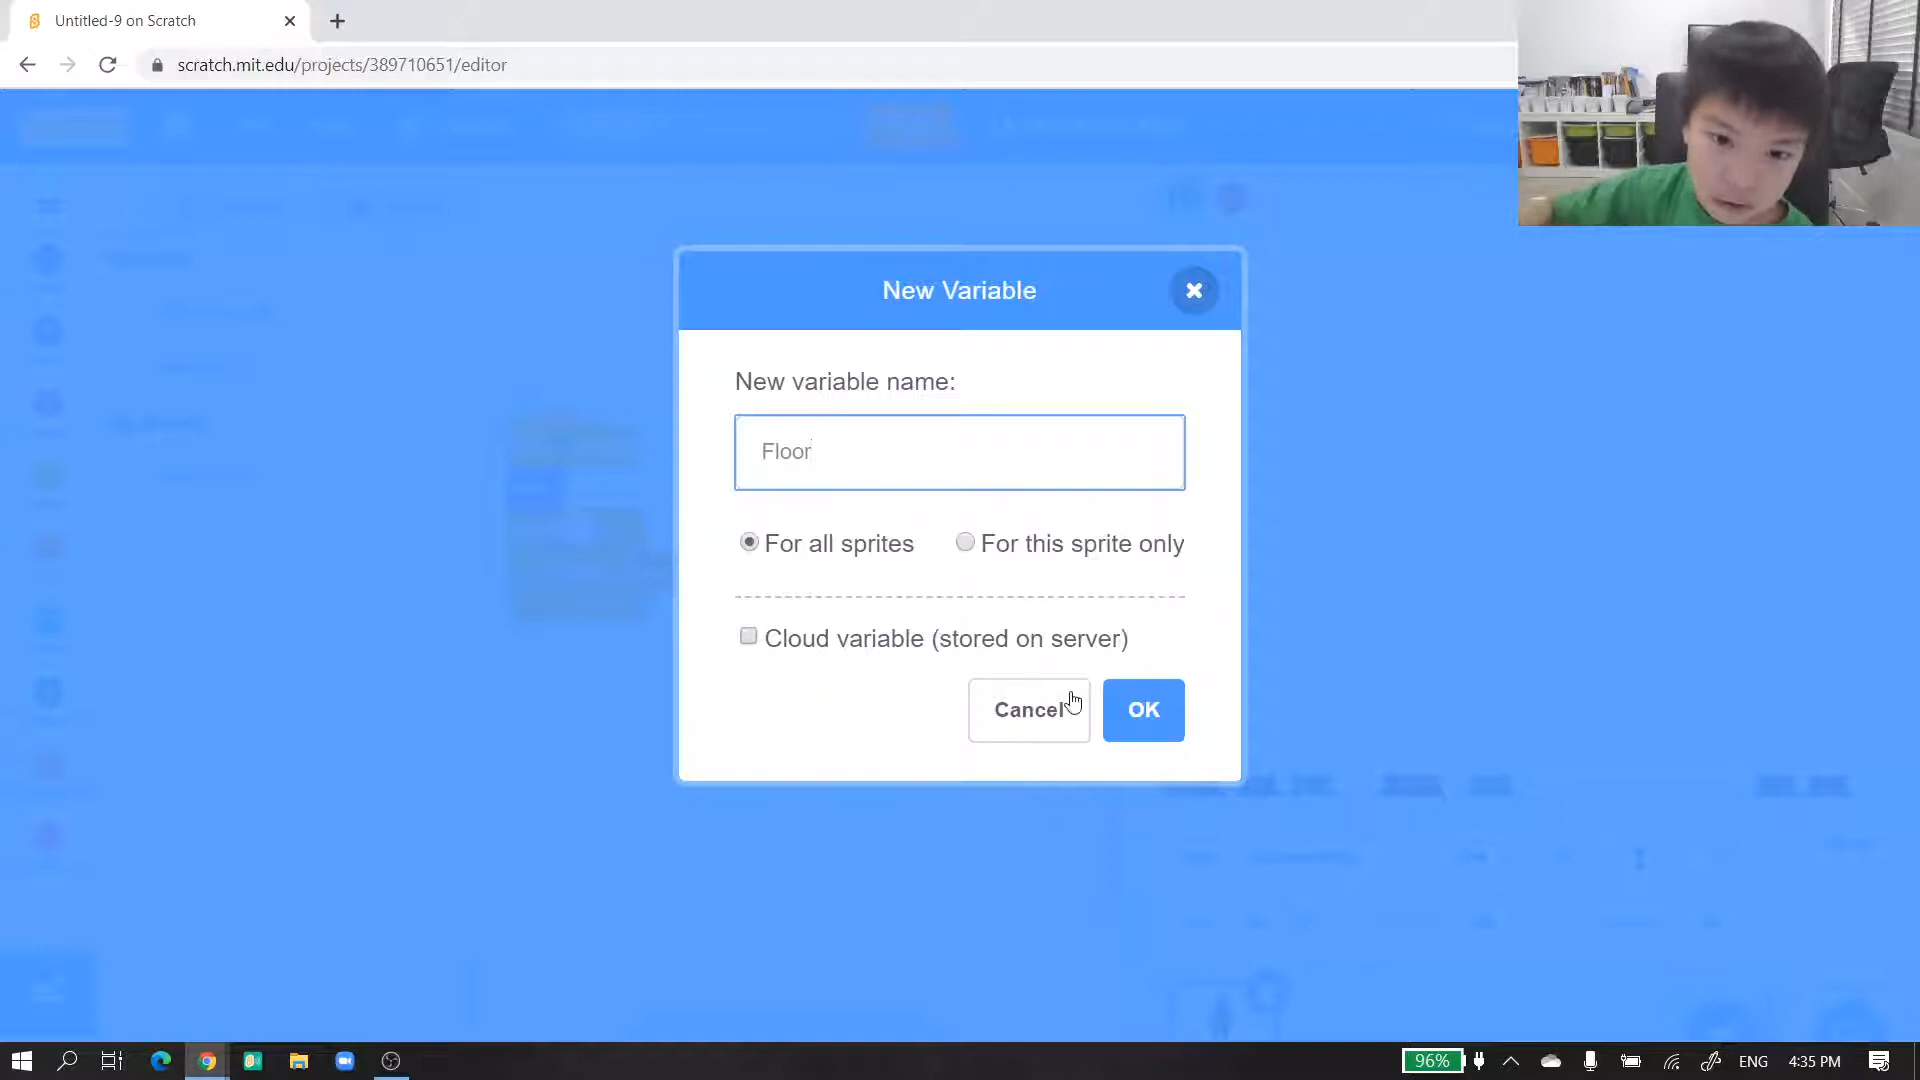 Untitled-9 on Scratch
scratch.mit.edu/projects/389710651/editor
New Variable
New variable name:
Floor
For all sprites
For this sprite only
Cloud variable (stored on server)
Cancel
OK
96%
ENG
4:35 PM